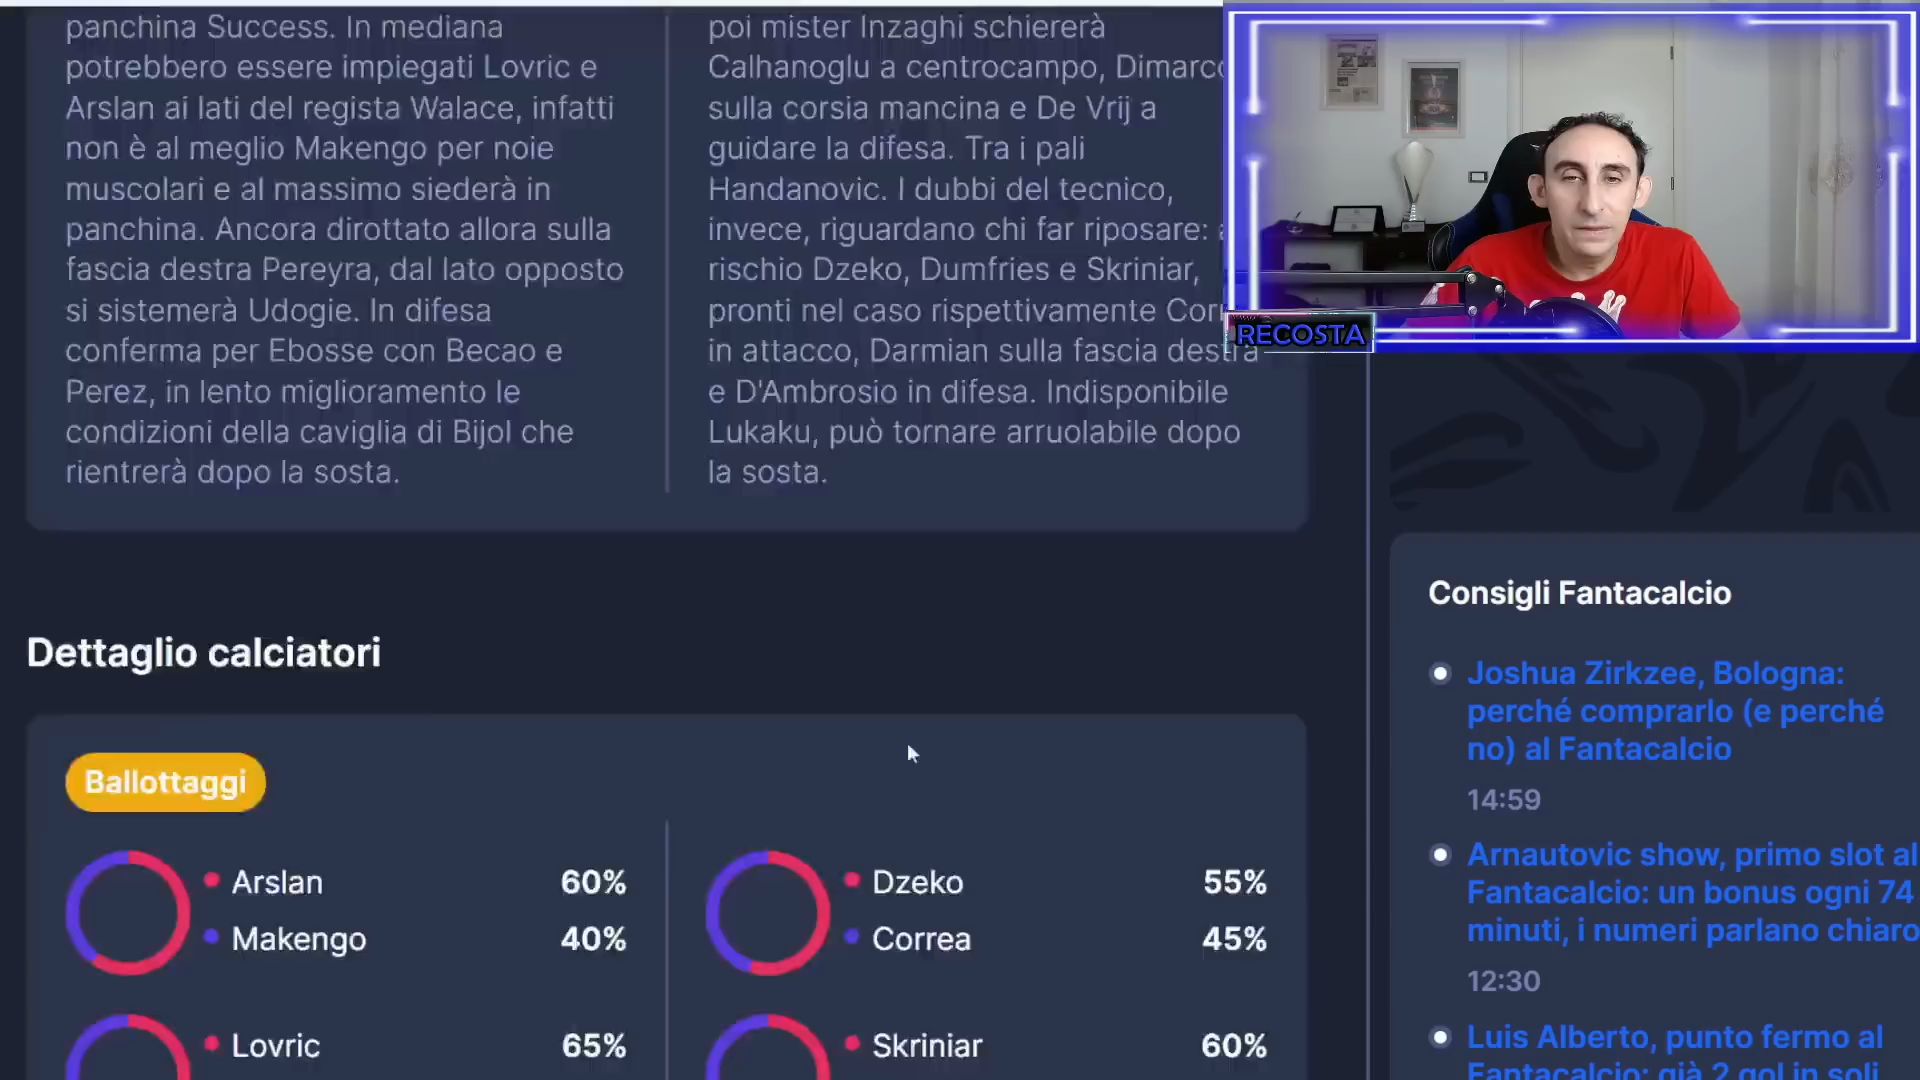 panchina Success. In mediana
potrebbero essere impiegati Lovric e
Arslan ai lati del regista Walace, infatti
non è al meglio Makengo per noie
muscolari e al massimo siederà in
panchina. Ancora dirottato allora sulla
fascia destra Pereyra, dal lato opposto
si sistemerà Udogie. In difesa
conferma per Ebosse con Becao e
Perez, in lento miglioramento le
condizioni della caviglia di Bijol che
rientrerà dopo la sosta.
poi mister Inzaghi schiererà
Calhanoglu a centrocampo, Dimarco
sulla corsia mancina e De Vrij a
guidare la difesa. Tra i pali
Handanovic. I dubbi del tecnico,
invece, riguardano chi far riposare: a
rischio Dzeko, Dumfries e Skriniar,
pronti nel caso rispettivamente Corr
in attacco, Darmian sulla fascia destra
e D'Ambrosio in difesa. Indisponibile
Lukaku, può tornare arruolabile dopo
la sosta.
RECOSTA
Dettaglio calciatori
Ballottaggi
Arslan 60%
Makengo 40%
Lovric 65%
Dzeko 55%
Correa 45%
Skriniar 60%
Consigli Fantacalcio
Joshua Zirkzee, Bologna:
perché comprarlo (e perché
no) al Fantacalcio
14:59
Arnautovic show, primo slot al
Fantacalcio: un bonus ogni 74
minuti, i numeri parlano chiaro
12:30
Luis Alberto, punto fermo al
Fantacalcio: già 2 gol in soli